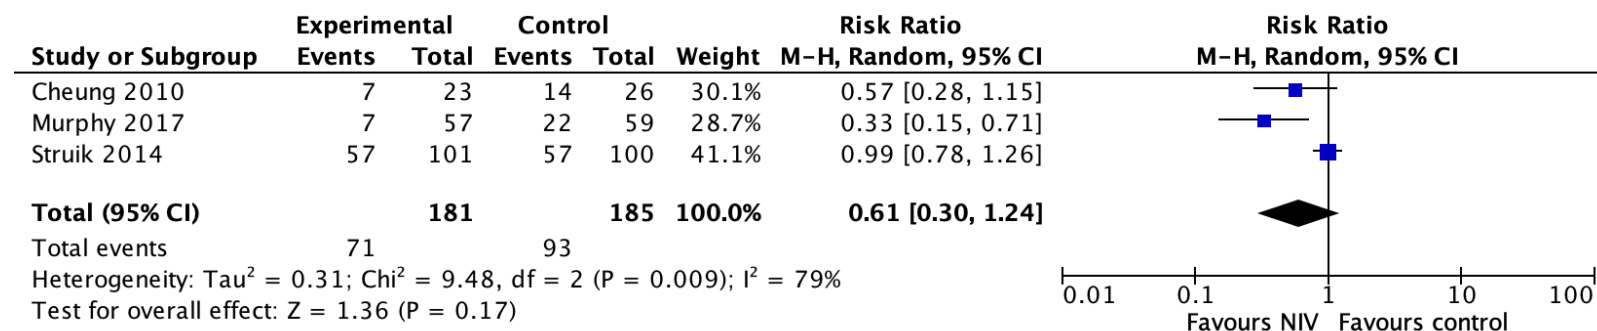 Experimental Control Risk Ratio Risk Ratio
Study or Subgroup Events Total Events Total Weight M-H, Random, 95% CI M-H, Random, 95% CI
Cheung 2010 7 23 14 26 30.1% 0.57 [0.28, 1.15]
Murphy 2017 7 57 22 59 28.7% 0.33 [0.15, 0.71]
Struik 2014 57 101 57 100 41.1% 0.99 [0.78, 1.26]
Total (95% CI) 181 185 100.0% 0.61 [0.30, 1.24]
Total events 71 93
Heterogeneity: Tau² = 0.31; Chi² = 9.48, df = 2 (P = 0.009); I² = 79%
Test for overall effect: Z = 1.36 (P = 0.17)
0.01 0.1 1 10 100
Favours NIV Favours control